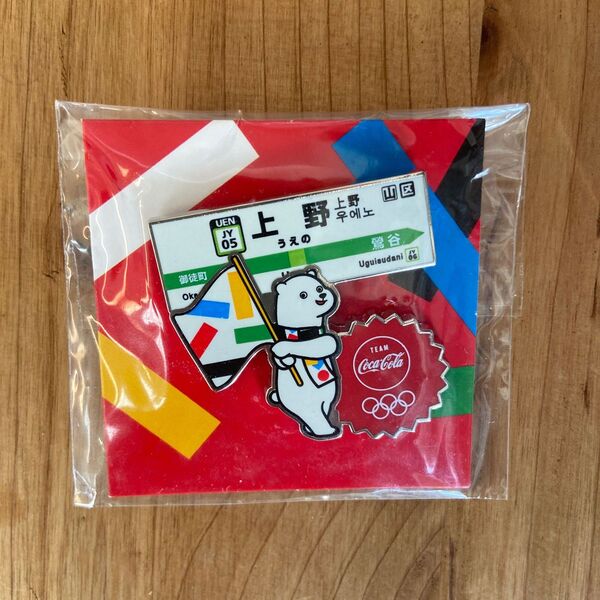 UEN
JY
05
上野
上野
우에노
うえの
山区
御徒町
鶯谷
Uguisudani
JY
06
TEAM
Coca-Cola